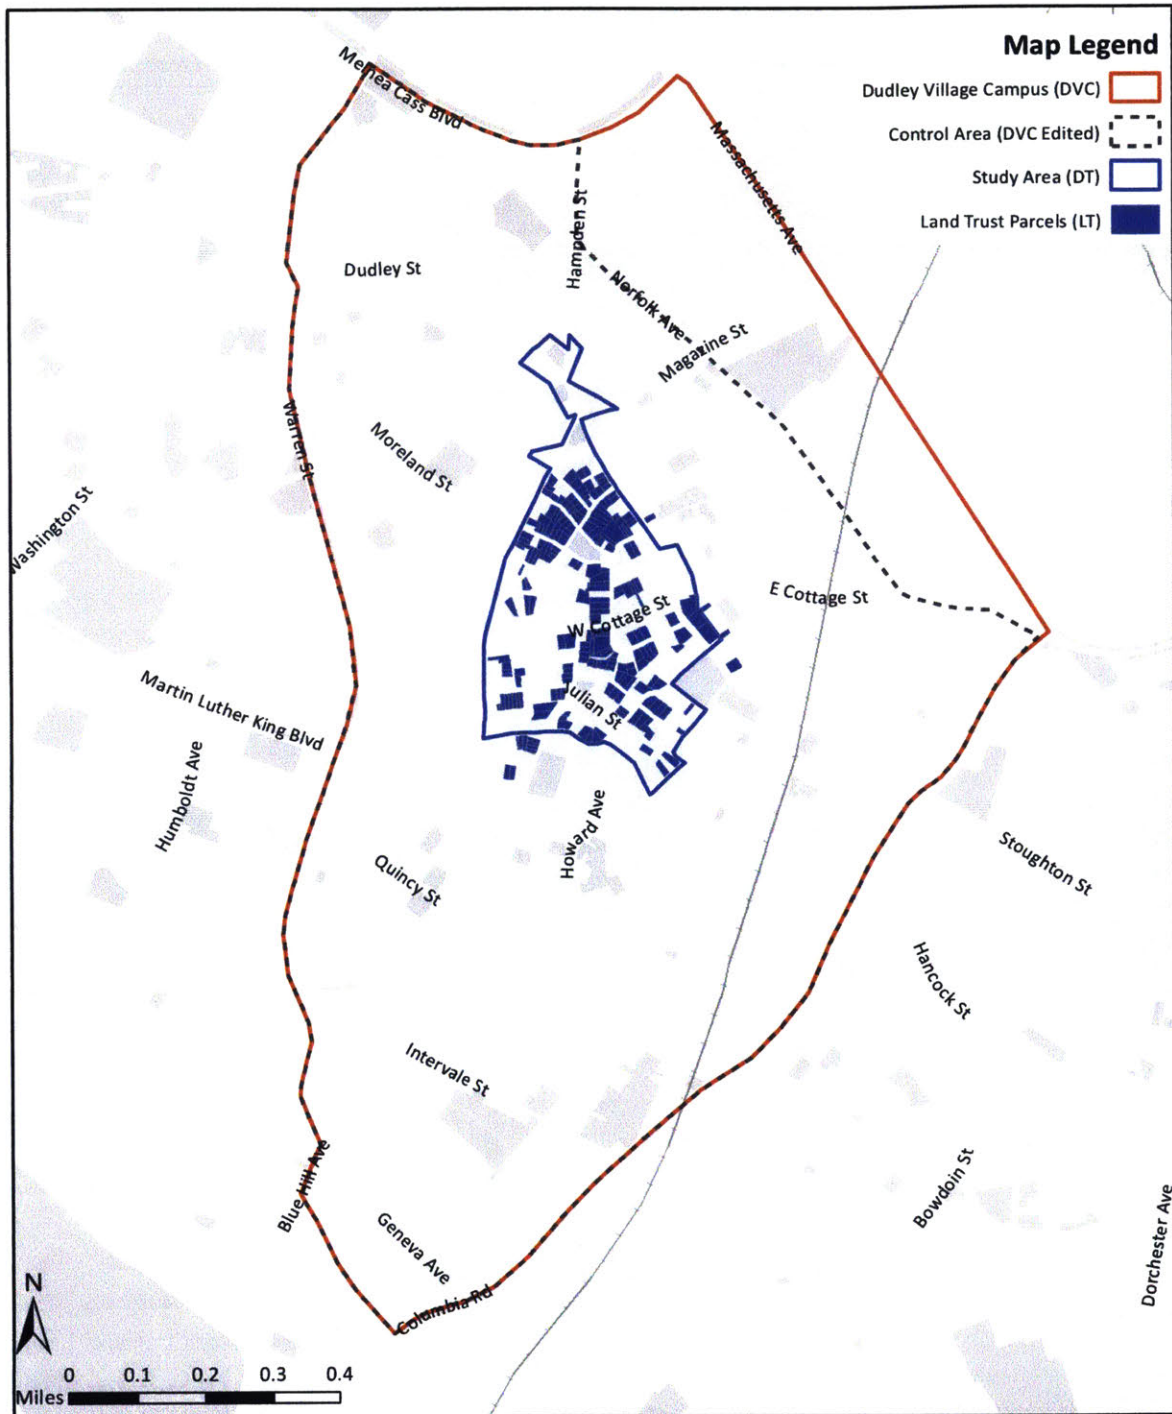 Map Legend
Dudley Village Campus (DVC)
Control Area (DVC Edited)
Study Area (DT)
Land Trust Parcels (LT)
Melnea Cass Blvd
Massachusetts Ave
Hampden St
Dudley St
Norfolk Ave
Magazine St
Warren St
Moreland St
Washington St
E Cottage St
W Cottage St
Julian St
Martin Luther King Blvd
Humboldt Ave
Howard Ave
Quincy St
Stoughton St
Hancock St
Intervale St
Blue Hill Ave
Bowdoin St
Geneva Ave
Dorchester Ave
Columbia Rd
N
0 0.1 0.2 0.3 0.4
Miles